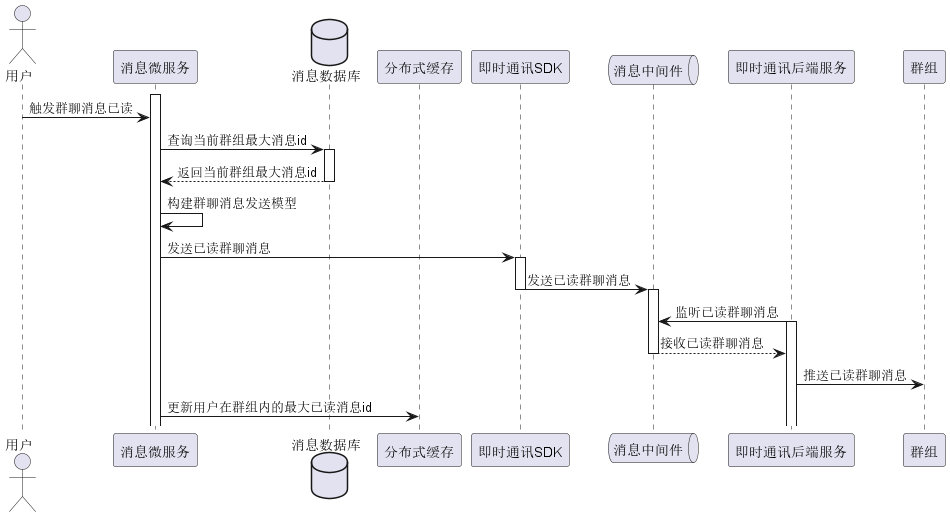 用户
消息微服务
消息数据库
分布式缓存
即时通讯SDK
消息中间件
即时通讯后端服务
群组
触发群聊消息已读
查询当前群组最大消息id
返回当前群组最大消息id
构建群聊消息发送模型
发送已读群聊消息
发送已读群聊消息
监听已读群聊消息
接收已读群聊消息
推送已读群聊消息
更新用户在群组内的最大已读消息id
用户
消息微服务
消息数据库
分布式缓存
即时通讯SDK
消息中间件
即时通讯后端服务
群组